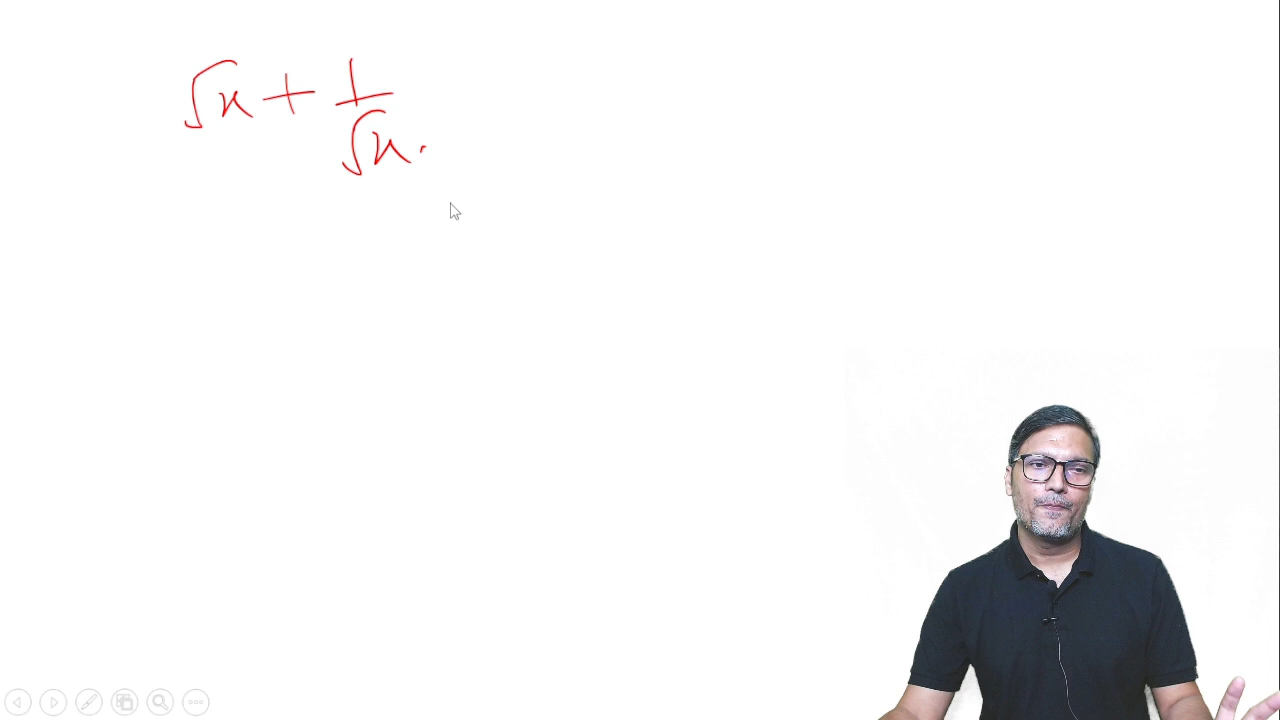 √x + 1/√x.